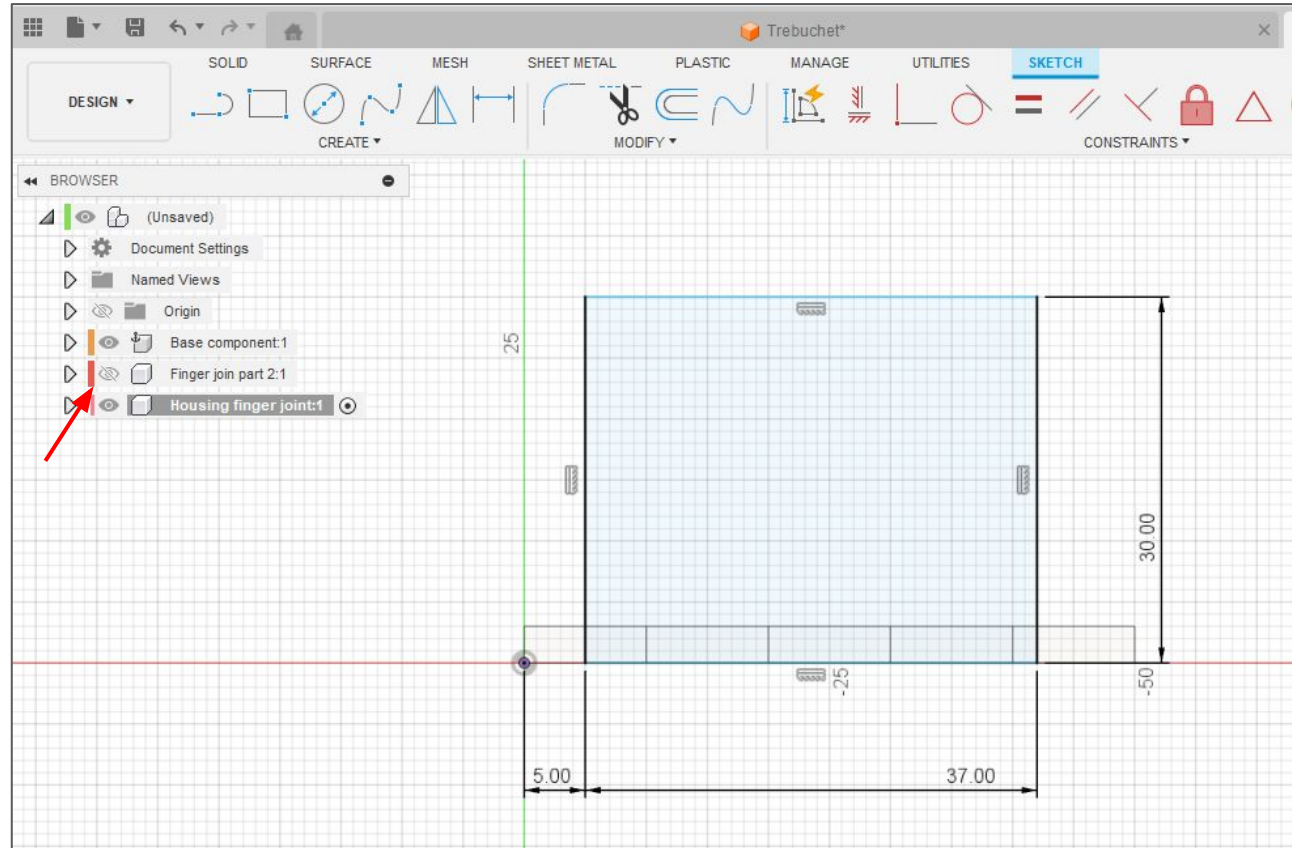 Trebuchet*
SOLID SURFACE MESH SHEET METAL PLASTIC MANAGE UTILITIES SKETCH
DESIGN ▾
CREATE ▾ MODIFY ▾ CONSTRAINTS ▾
BROWSER
(Unsaved)
Document Settings
Named Views
Origin
Base component:1
Finger join part 2:1
Housing finger joint:1
25
30.00
-25
-50
5.00
37.00